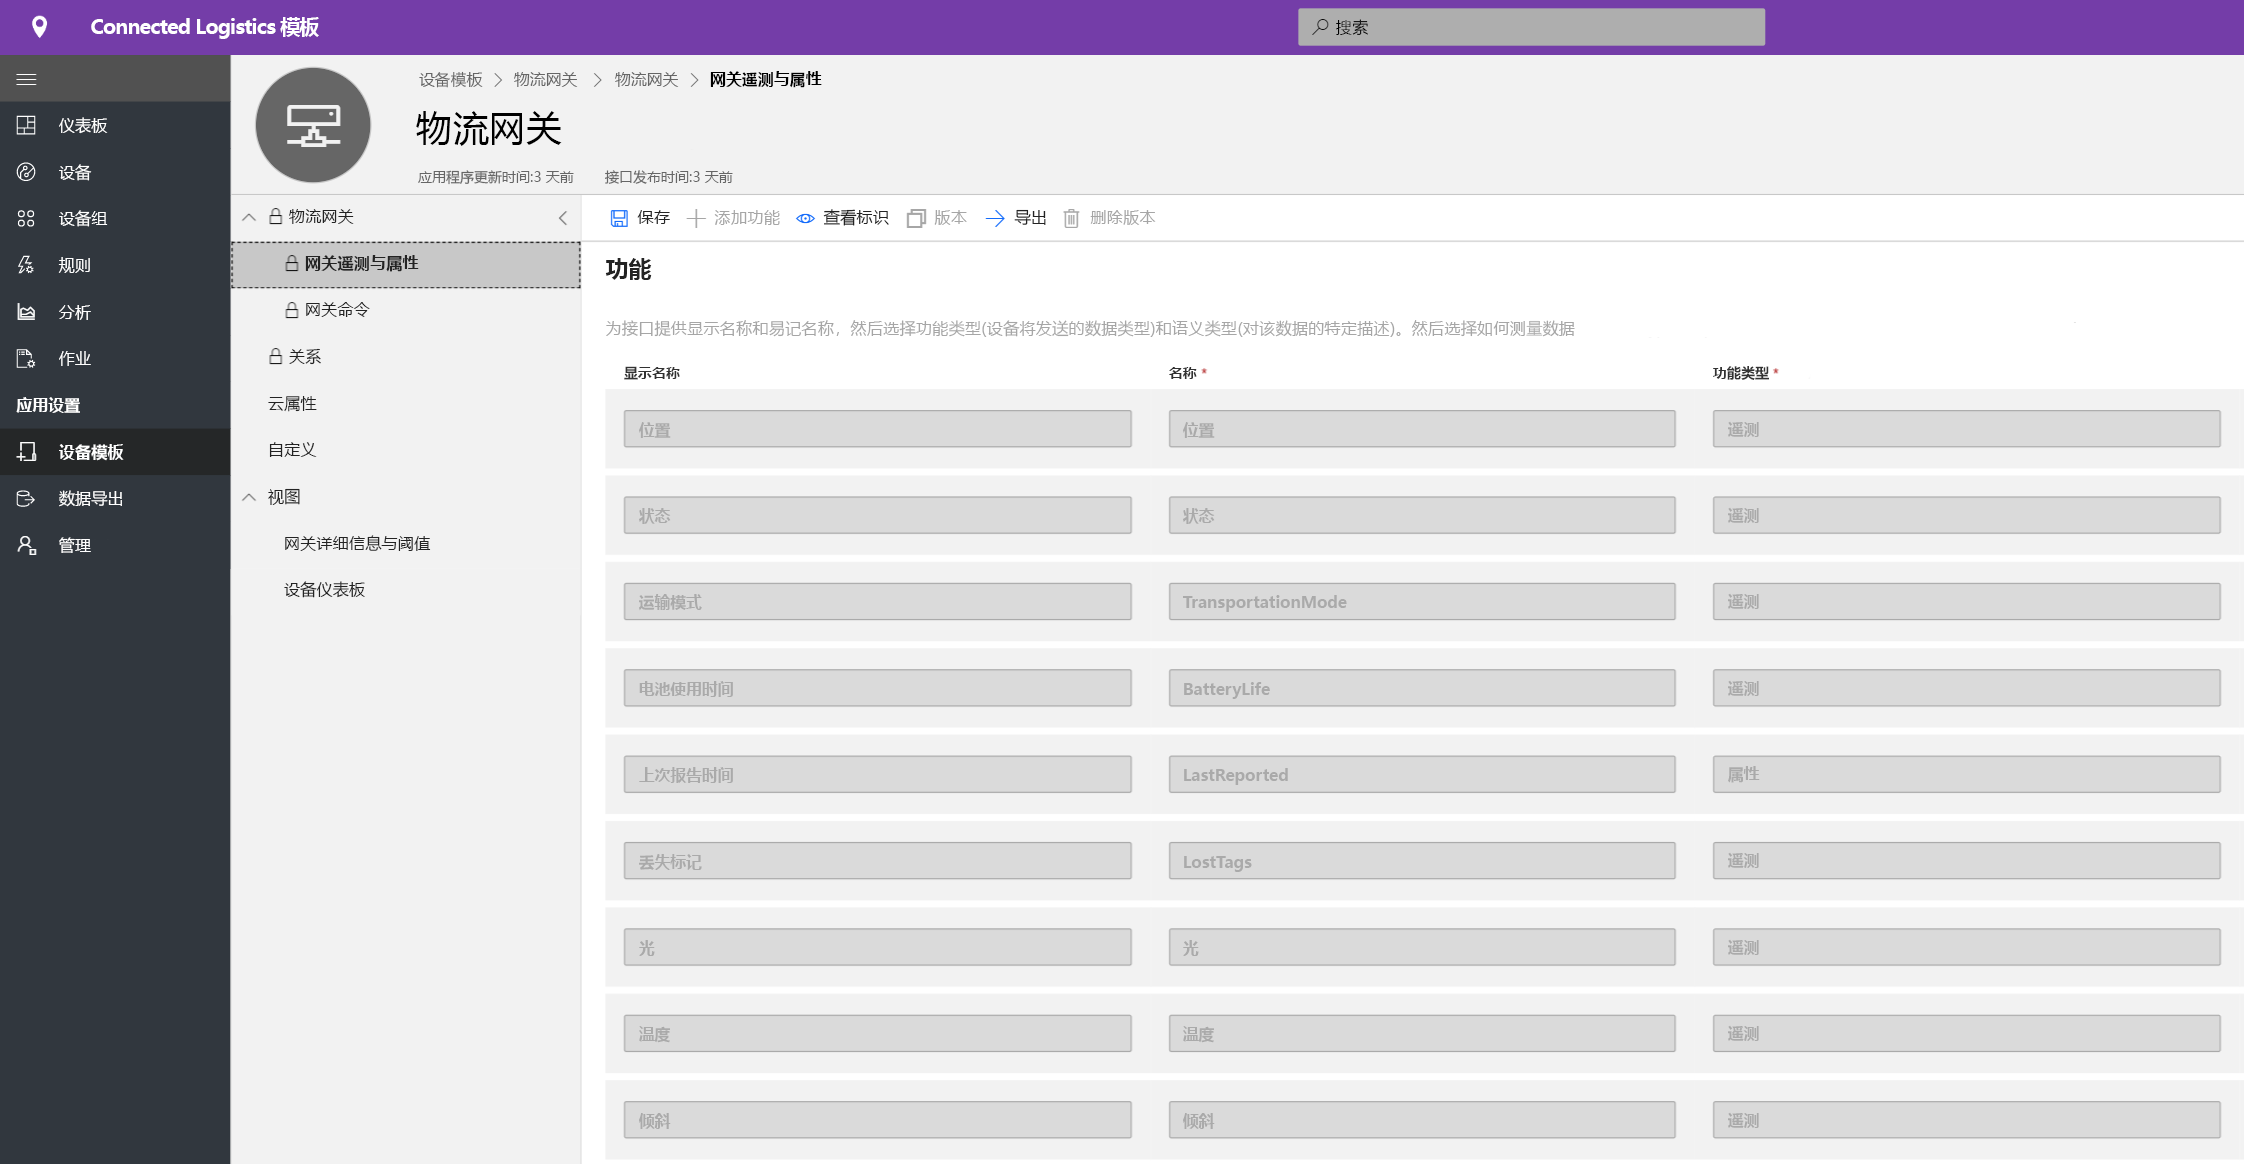 Connected Logistics 模板
搜索
设备模板 > 物流网关 > 物流网关 > 网关遥测与属性
物流网关
应用程序更新时间:3 天前 接口发布时间:3 天前
仪表板
设备
设备组
规则
分析
作业
应用设置
设备模板
数据导出
管理
物流网关
网关遥测与属性
网关命令
关系
云属性
自定义
视图
网关详细信息与阈值
设备仪表板
保存 添加功能 查看标识 版本 导出 删除版本
功能
为接口提供显示名称和易记名称，然后选择功能类型(设备将发送的数据类型)和语义类型(对该数据的特定描述)。然后选择如何测量数据
显示名称 名称 * 功能类型 *
位置 位置 遥测
状态 状态 遥测
运输模式 TransportationMode 遥测
电池使用时间 BatteryLife 遥测
上次报告时间 LastReported 属性
丢失标记 LostTags 遥测
光 光 遥测
温度 温度 遥测
倾斜 倾斜 遥测